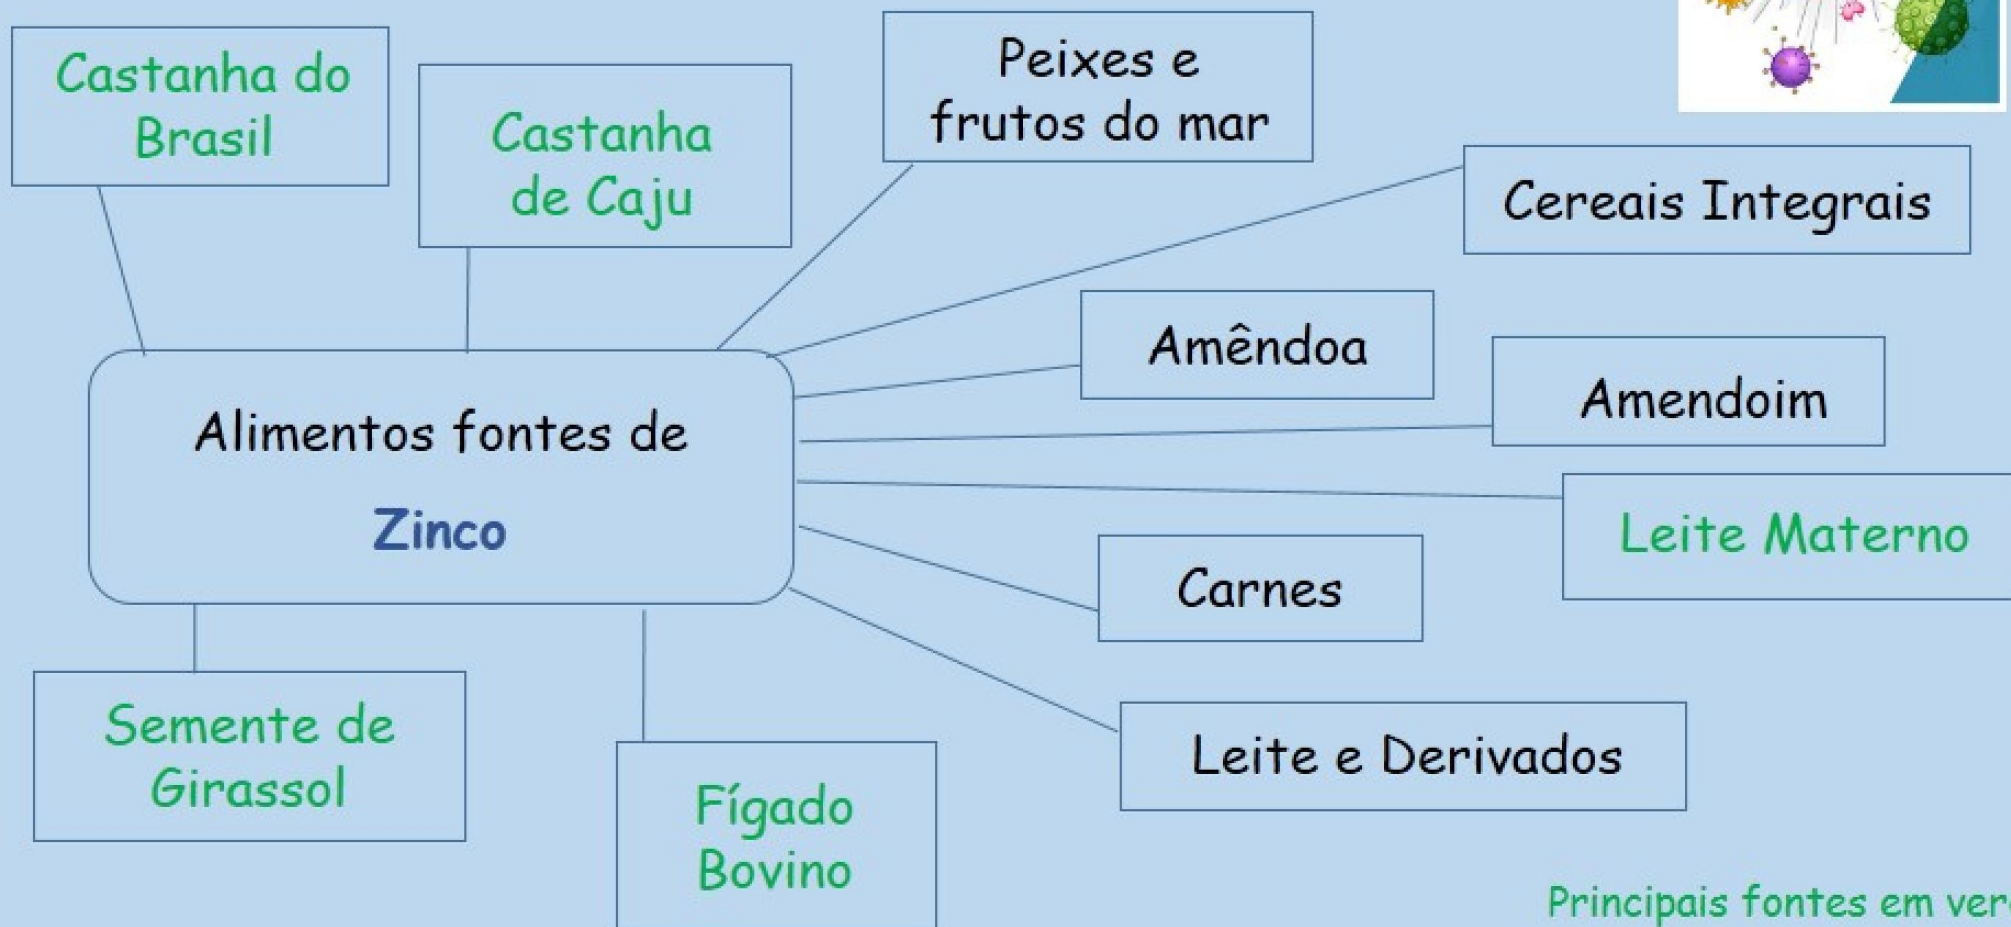 Castanha do
Brasil
Castanha
de Caju
Peixes e
frutos do mar
Cereais Integrais
Amêndoa
Amendoim
Alimentos fontes de
Zinco
Leite Materno
Carnes
Semente de
Girassol
Leite e Derivados
Fígado
Bovino
Principais fontes em